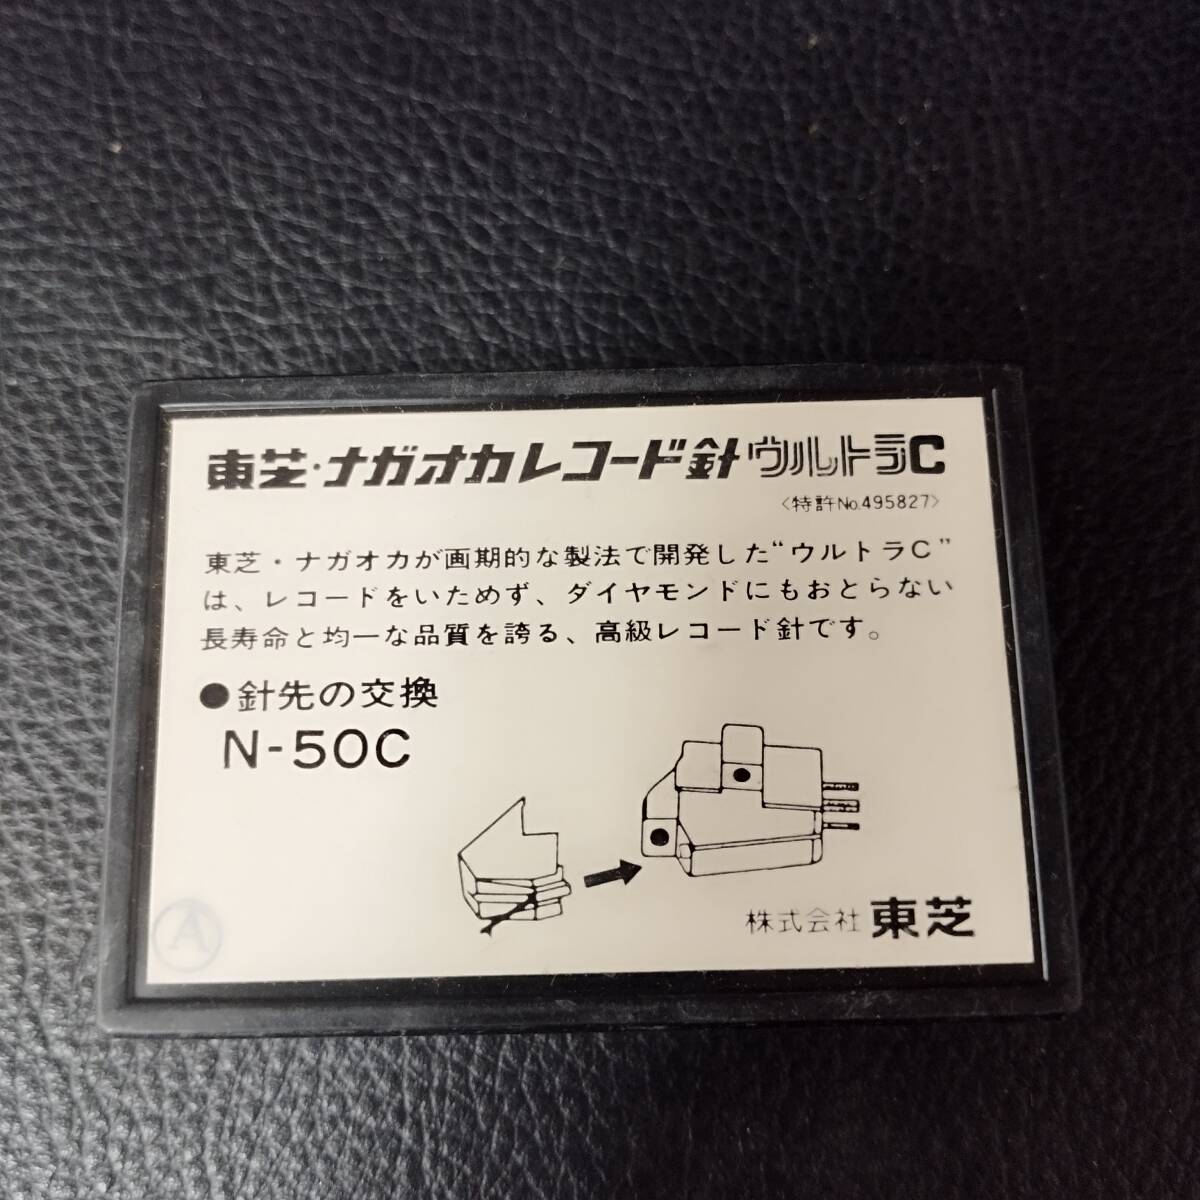 東芝・ナガオカレコード針ウルトラC
〈特許No.495827〉
東芝・ナガオカが画期的な製法で開発した“ウルトラC”
は、レコードをいためず、ダイヤモンドにもおとらない
長寿命と均一な品質を誇る、高級レコード針です。
●針先の交換
N-50C
株式会社 東芝
A